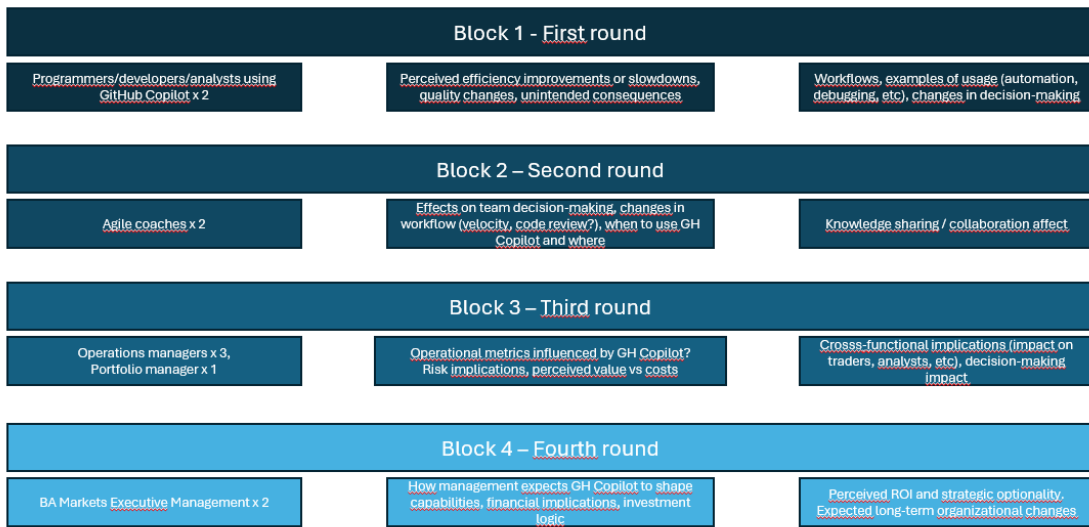 Block 1 - First round
Programmers/developers/analysts using
GitHub Copilot x 2
Perceived efficiency improvements or slowdowns,
quality changes, unintended consequences
Workflows, examples of usage (automation,
debugging, etc), changes in decision-making
Block 2 – Second round
Agile coaches x 2
Effects on team decision-making, changes in
workflow (velocity, code review?), when to use GH
Copilot and where
Knowledge sharing / collaboration affect
Block 3 – Third round
Operations managers x 3,
Portfolio manager x 1
Operational metrics influenced by GH Copilot?
Risk implications, perceived value vs costs
Crosss-functional implications (impact on
traders, analysts, etc), decision-making
impact
Block 4 – Fourth round
BA Markets Executive Management x 2
How management expects GH Copilot to shape
capabilities, financial implications, investment
logic
Perceived ROI and strategic optionality.
Expected long-term organizational changes